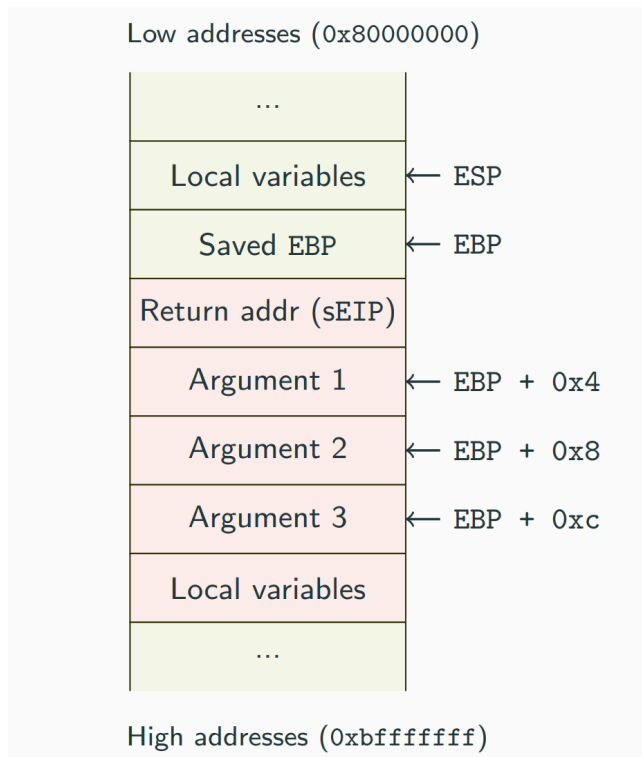 Low addresses (0x80000000)
...
Local variables ← ESP
Saved EBP ← EBP
Return addr (sEIP)
Argument 1 ← EBP + 0x4
Argument 2 ← EBP + 0x8
Argument 3 ← EBP + 0xc
Local variables
...
High addresses (0xbfffffff)